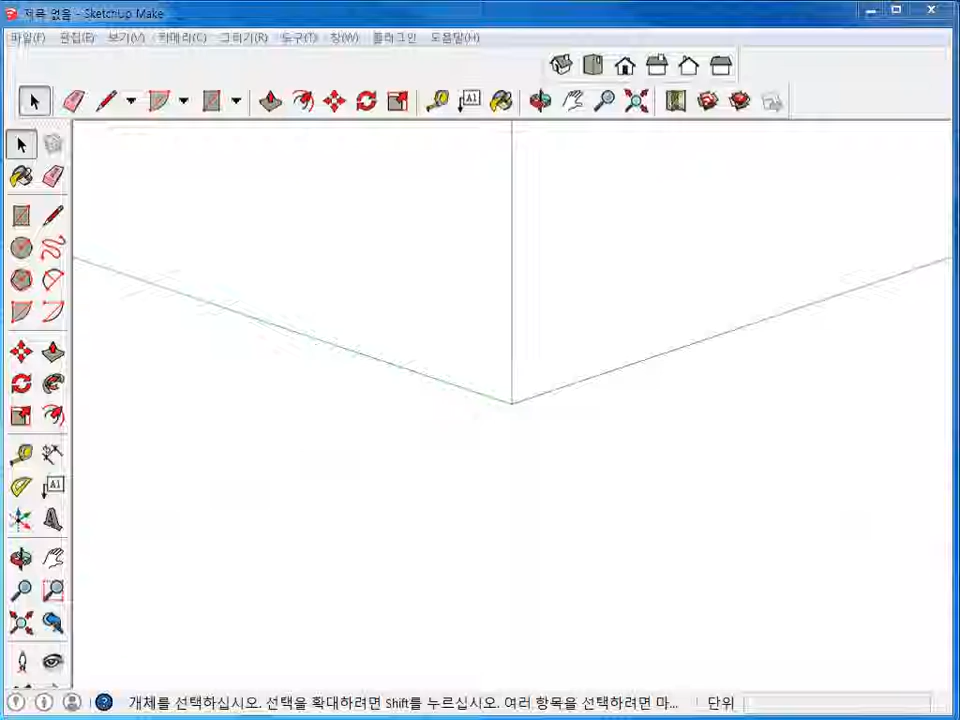 제목 없음 - SketchUp Make
파일(F) 편집(E) 보기(V) 카메라(C) 그리기(R) 도구(T) 창(W) 플러그인 도움말(H)
A1
A1
개체를 선택하십시오. 선택을 확대하려면 Shift를 누르십시오. 여러 항목을 선택하려면 마... 단위